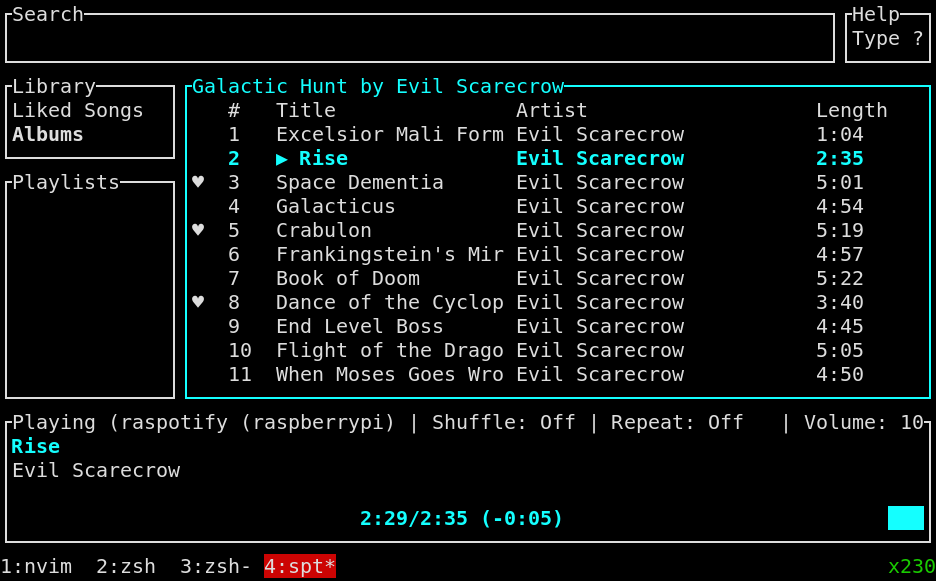 Search
Help
Type ?
Library
Liked Songs
Albums
Playlists
Galactic Hunt by Evil Scarecrow
# Title Artist Length
1 Excelsior Mali Form Evil Scarecrow 1:04
2 ▶ Rise Evil Scarecrow 2:35
♥ 3 Space Dementia Evil Scarecrow 5:01
4 Galacticus Evil Scarecrow 4:54
♥ 5 Crabulon Evil Scarecrow 5:19
6 Frankingstein's Mir Evil Scarecrow 4:57
7 Book of Doom Evil Scarecrow 5:22
♥ 8 Dance of the Cyclop Evil Scarecrow 3:40
9 End Level Boss Evil Scarecrow 4:45
10 Flight of the Drago Evil Scarecrow 5:05
11 When Moses Goes Wro Evil Scarecrow 4:50
Playing (raspotify (raspberrypi) | Shuffle: Off | Repeat: Off | Volume: 10
Rise
Evil Scarecrow
2:29/2:35 (-0:05)
1:nvim 2:zsh 3:zsh- 4:spt* x230